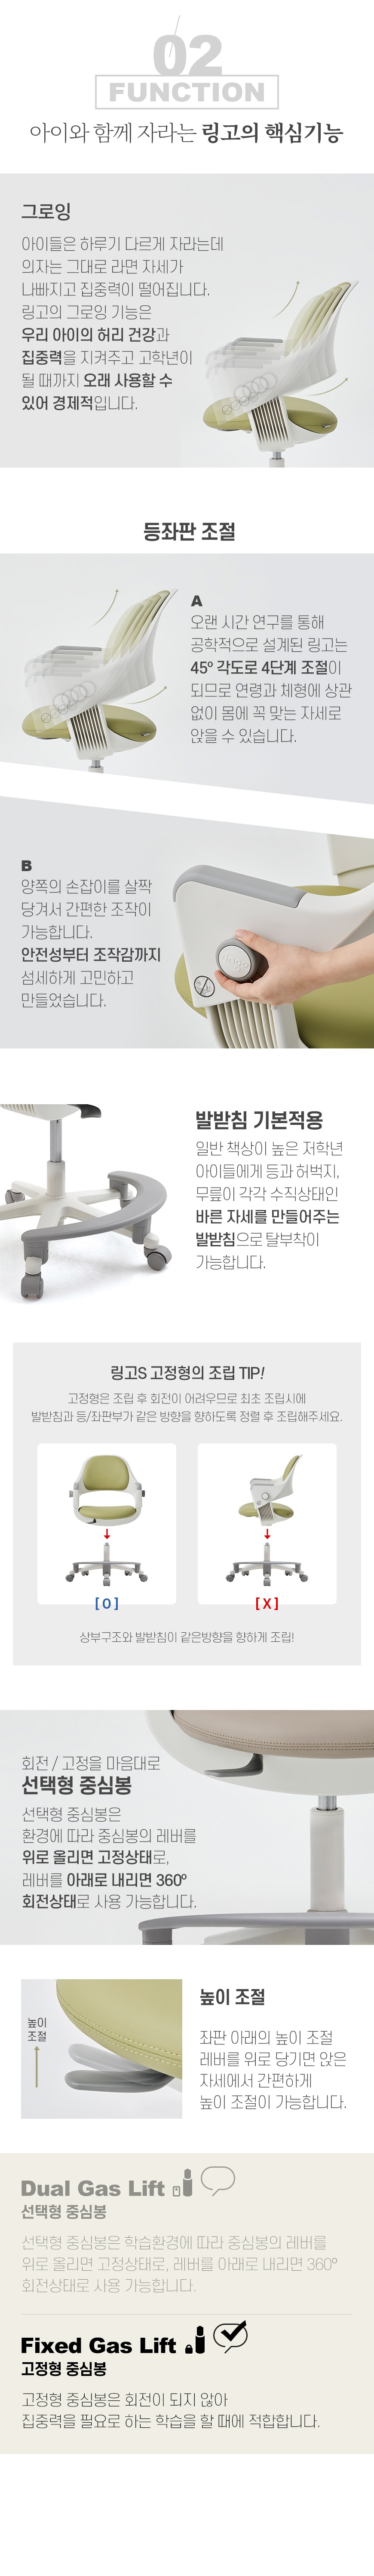 02
FUNCTION
아이와 함께 자라는 링고의 핵심기능
그로잉
아이들은 하루기 다르게 자라는데
의자는 그대로 라면 자세가
나빠지고 집중력이 떨어집니다.
링고의 그로잉 기능은
우리 아이의 허리 건강과
집중력을 지켜주고 고학년이
될 때까지 오래 사용할 수
있어 경제적입니다.
등좌판 조절
A
오랜 시간 연구를 통해
공학적으로 설계된 링고는
45º 각도로 4단계 조절이
되므로 연령과 체형에 상관
없이 몸에 꼭 맞는 자세로
앉을 수 있습니다.
B
양쪽의 손잡이를 살짝
당겨서 간편한 조작이
가능합니다.
안전성부터 조작감까지
섬세하게 고민하고
만들었습니다.
ringo
발받침 기본적용
일반 책상이 높은 저학년
아이들에게 등과 허벅지,
무릎이 각각 수직상태인
바른 자세를 만들어주는
발받침으로 탈부착이
가능합니다.
링고S 고정형의 조립 TIP!
고정형은 조립 후 회전이 어려우므로 최초 조립시에
발받침과 등/좌판부가 같은 방향을 향하도록 정렬 후 조립해주세요.
[ O ]
[ X ]
상부구조와 발받침이 같은방향을 향하게 조립!
회전 / 고정을 마음대로
선택형 중심봉
선택형 중심봉은
환경에 따라 중심봉의 레버를
위로 올리면 고정상태로,
레버를 아래로 내리면 360º
회전상태로 사용 가능합니다.
높이
조절
높이 조절
좌판 아래의 높이 조절
레버를 위로 당기면 앉은
자세에서 간편하게
높이 조절이 가능합니다.
Dual Gas Lift
선택형 중심봉
선택형 중심봉은 학습환경에 따라 중심봉의 레버를
위로 올리면 고정상태로, 레버를 아래로 내리면 360º
회전상태로 사용 가능합니다.
Fixed Gas Lift
고정형 중심봉
고정형 중심봉은 회전이 되지 않아
집중력을 필요로 하는 학습을 할 때에 적합합니다.